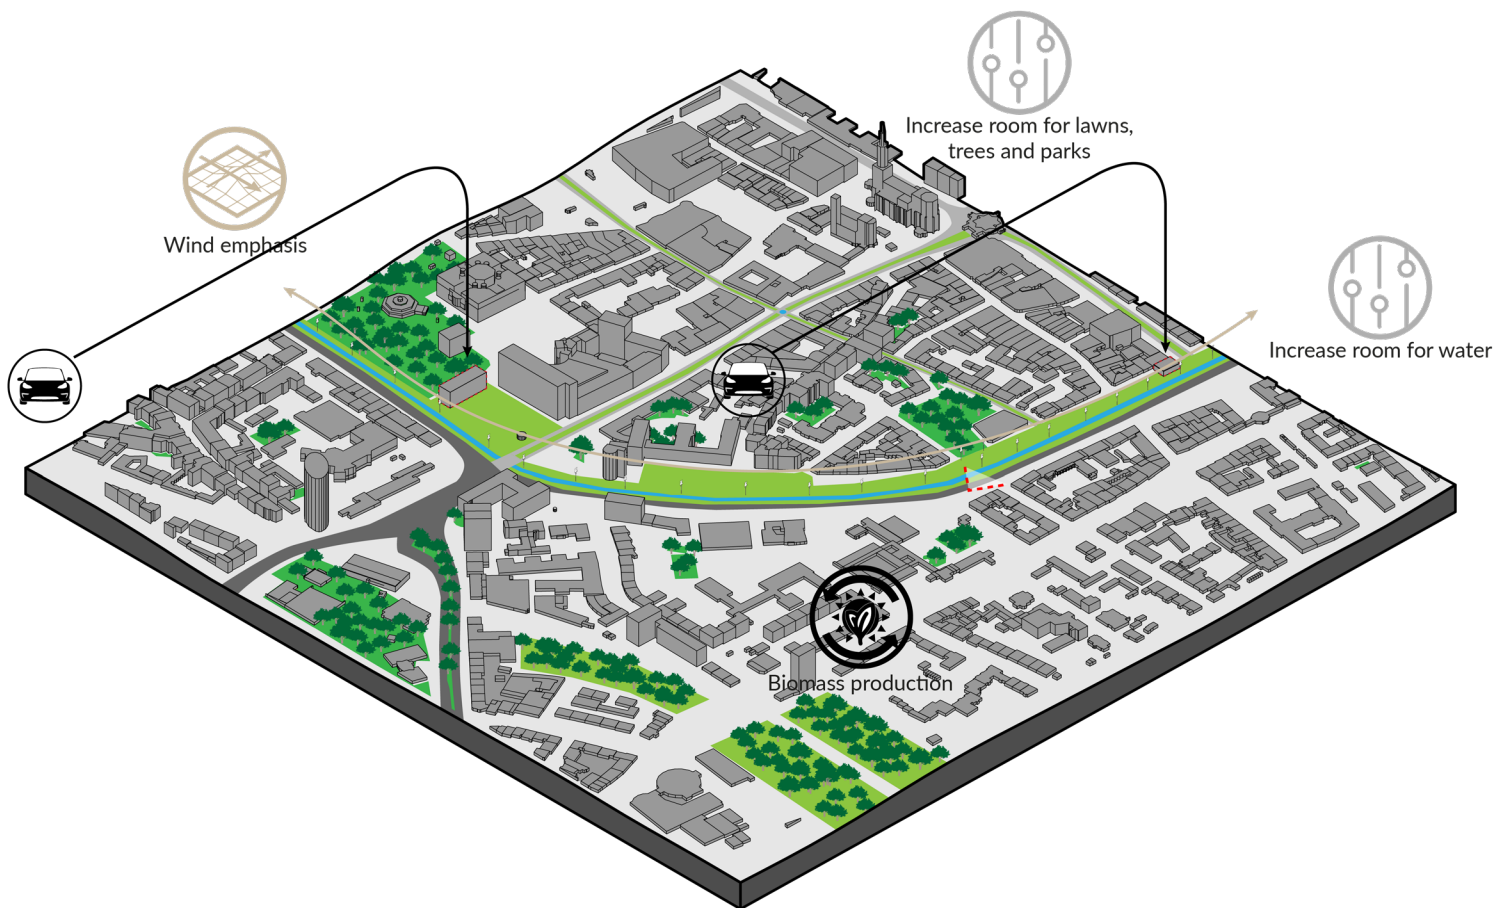 Increase room for lawns,
trees and parks
Wind emphasis
Increase room for water
Biomass production